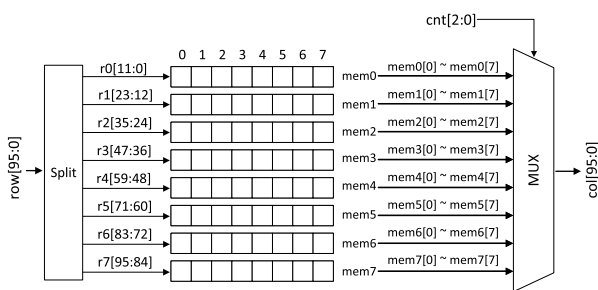 cnt[2:0]
0 1 2 3 4 5 6 7
r0[11:0] mem0 mem0[0] ~ mem0[7]
r1[23:12] mem1 mem1[0] ~ mem1[7]
r2[35:24] mem2 mem2[0] ~ mem2[7]
r3[47:36] mem3 mem3[0] ~ mem3[7]
row[95:0] Split MUX col[95:0]
r4[59:48] mem4 mem4[0] ~ mem4[7]
r5[71:60] mem5 mem5[0] ~ mem5[7]
r6[83:72] mem6 mem6[0] ~ mem6[7]
r7[95:84] mem7 mem7[0] ~ mem7[7]